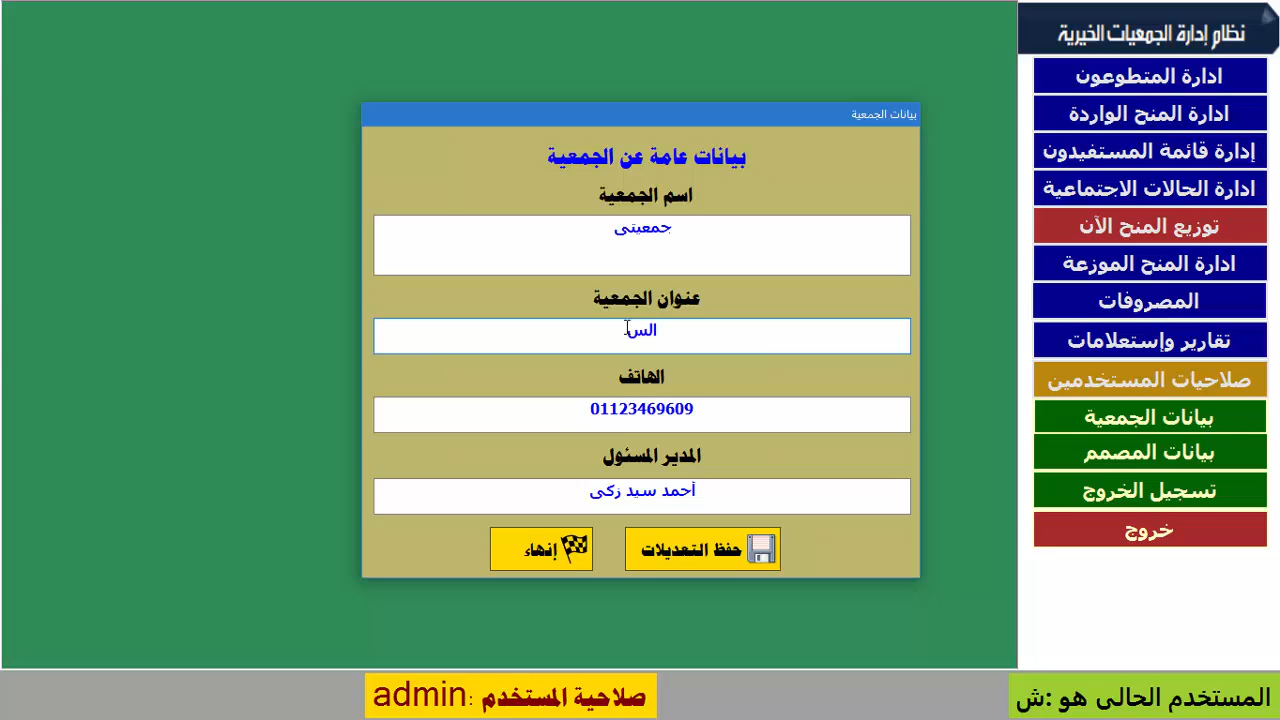 نظام إدارة الجمعيات الخيرية
ادارة المتطوعون
ادارة المنح الواردة
إدارة قائمة المستفيدون
ادارة الحالات الاجتماعية
توزيع المنح الآن
ادارة المنح الموزعة
المصروفات
تقارير وإستعلامات
صلاحيات المستخدمين
بيانات الجمعية
بيانات المصمم
تسجيل الخروج
خروج
بيانات الجمعية
بيانات عامة عن الجمعية
اسم الجمعية
جمعيتى
عنوان الجمعية
الس
الهاتف
01123469609
المدير المسئول
أحمد سيد زكى
حفظ التعديلات
إنهاء
المستخدم الحالى هو :ش
صلاحية المستخدم :admin